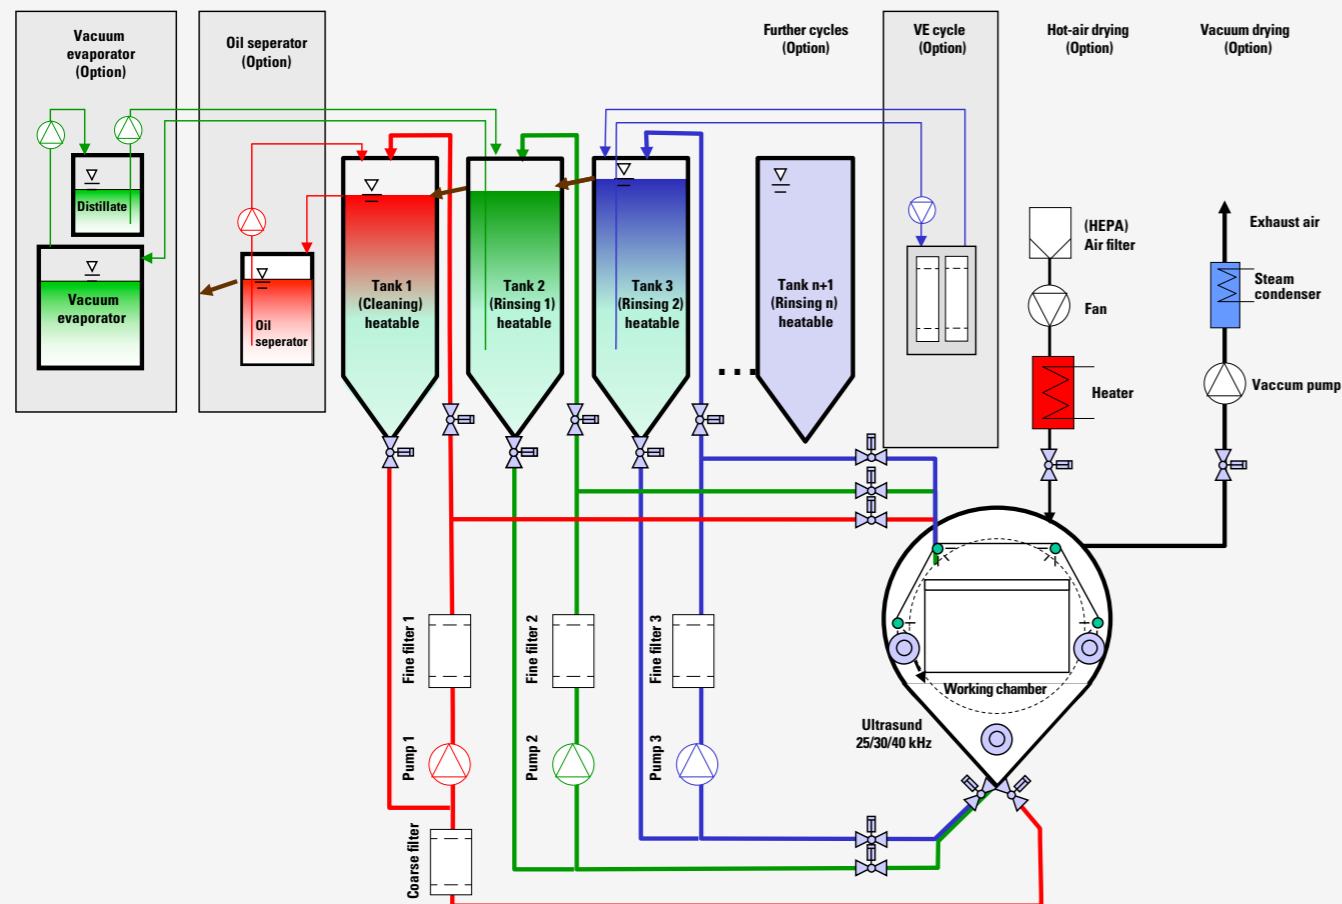 Vacuum
evaporator
(Option)
Oil seperator
(Option)
Further cycles
(Option)
VE cycle
(Option)
Hot-air drying
(Option)
Vacuum drying
(Option)
Distillate
Vacuum
evaporator
Oil
seperator
Tank 1
(Cleaning)
heatable
Tank 2
(Rinsing 1)
heatable
Tank 3
(Rinsing 2)
heatable
...
Tank n+1
(Rinsing n)
heatable
(HEPA)
Air filter
Fan
Heater
Exhaust air
Steam
condenser
Vaccum pump
Fine filter 1
Fine filter 2
Fine filter 3
Pump 1
Pump 2
Pump 3
Coarse filter
Working chamber
Ultrasund
25/30/40 kHz